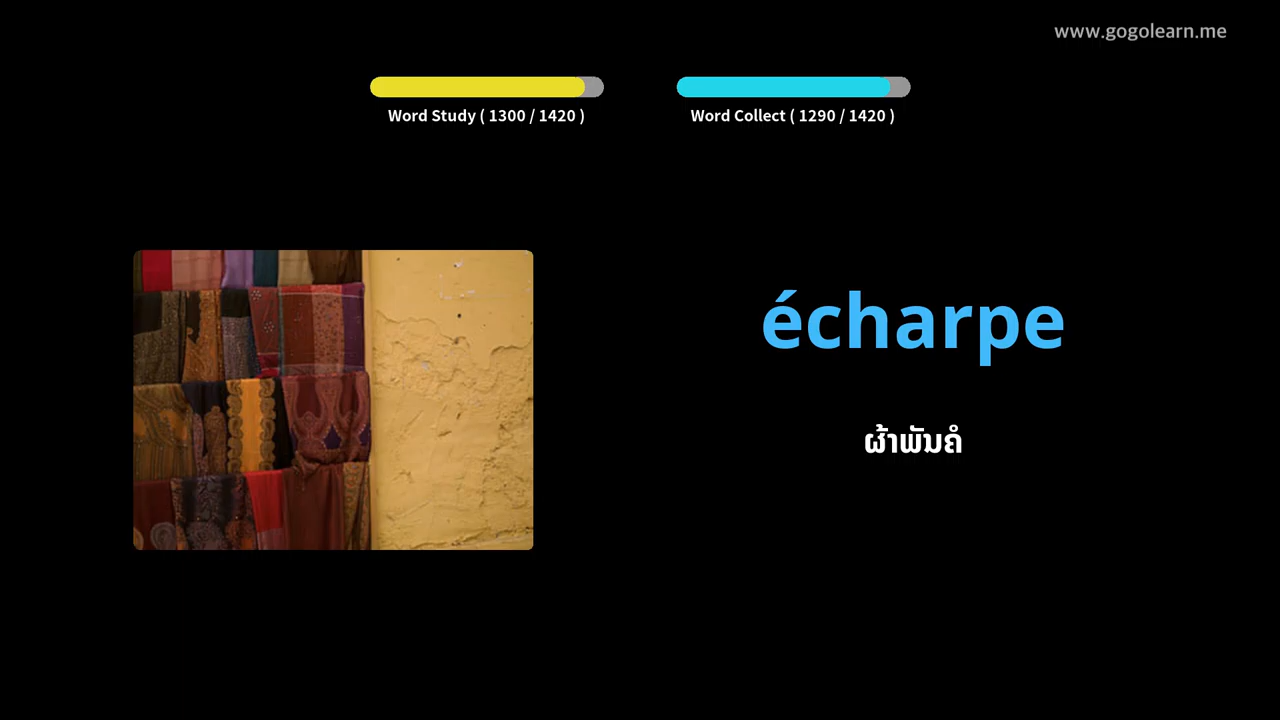 www.gogolearn.me
Word Study ( 1300 / 1420 )
Word Collect ( 1290 / 1420 )
écharpe
ຜ້າພັນຄໍ